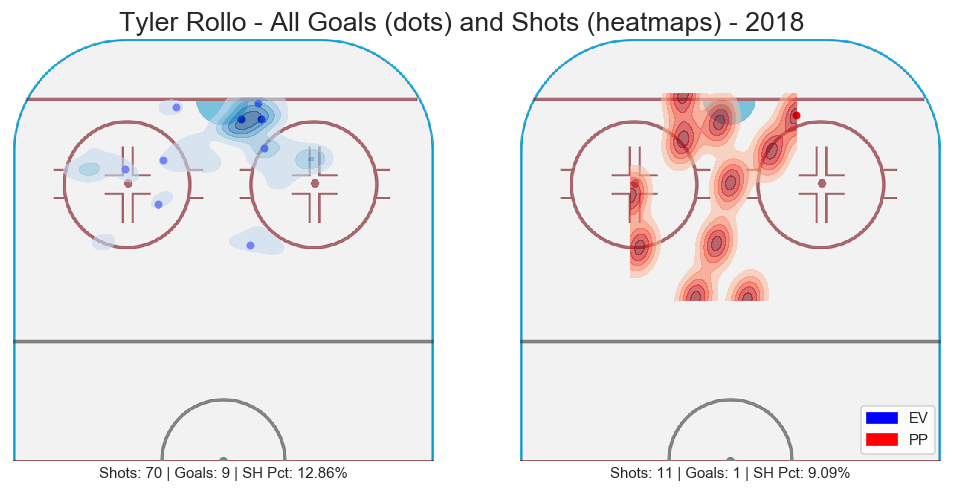 Tyler Rollo - All Goals (dots) and Shots (heatmaps) - 2018
EV
PP
Shots: 70 | Goals: 9 | SH Pct: 12.86%
Shots: 11 | Goals: 1 | SH Pct: 9.09%